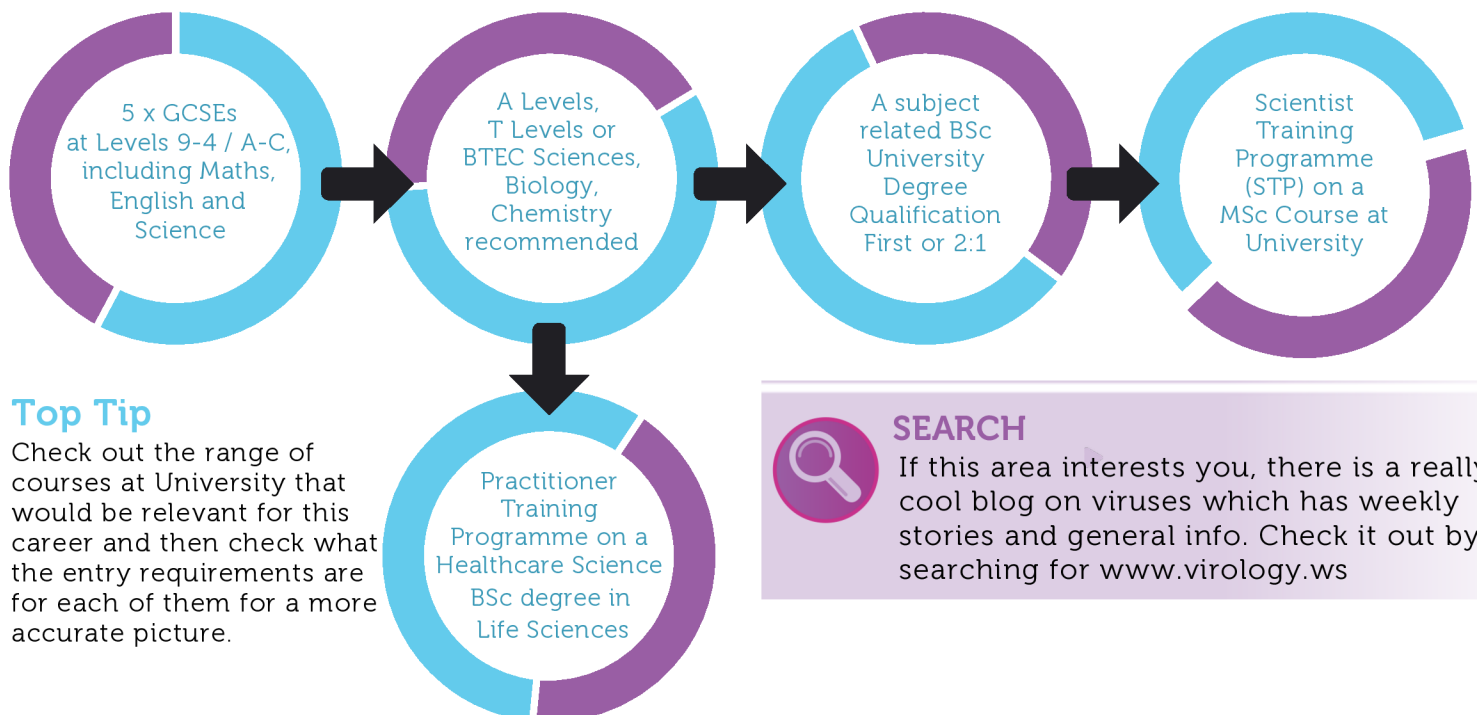 5 x GCSEs
at Levels 9-4 / A-C,
including Maths,
English and
Science
A Levels,
T Levels or
BTEC Sciences,
Biology,
Chemistry
recommended
A subject
related BSc
University
Degree
Qualification
First or 2:1
Scientist
Training
Programme
(STP) on a
MSc Course at
University
Top Tip
Check out the range of
courses at University that
would be relevant for this
career and then check what
the entry requirements are
for each of them for a more
accurate picture.
Practitioner
Training
Programme on a
Healthcare Science
BSc degree in
Life Sciences
SEARCH
If this area interests you, there is a really
cool blog on viruses which has weekly
stories and general info. Check it out by
searching for www.virology.ws